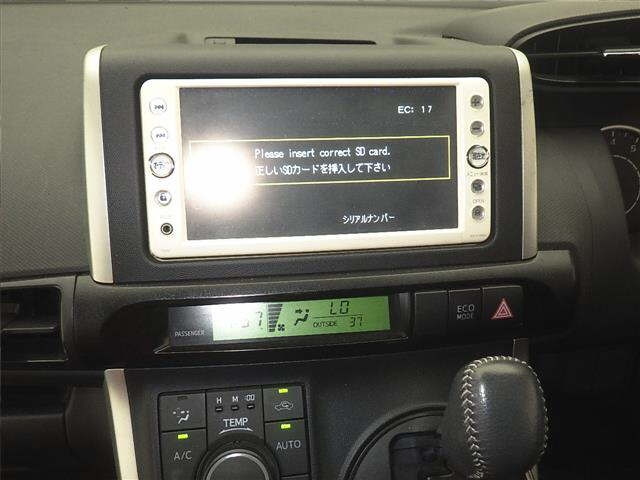 EC: 17
Please insert correct SD card.
正しいSDカードを挿入して下さい
シリアルナンバー
OPEN
PASSENGER
LO
OUTSIDE 37
ECO
MODE
H M :00
TEMP
A/C
AUTO